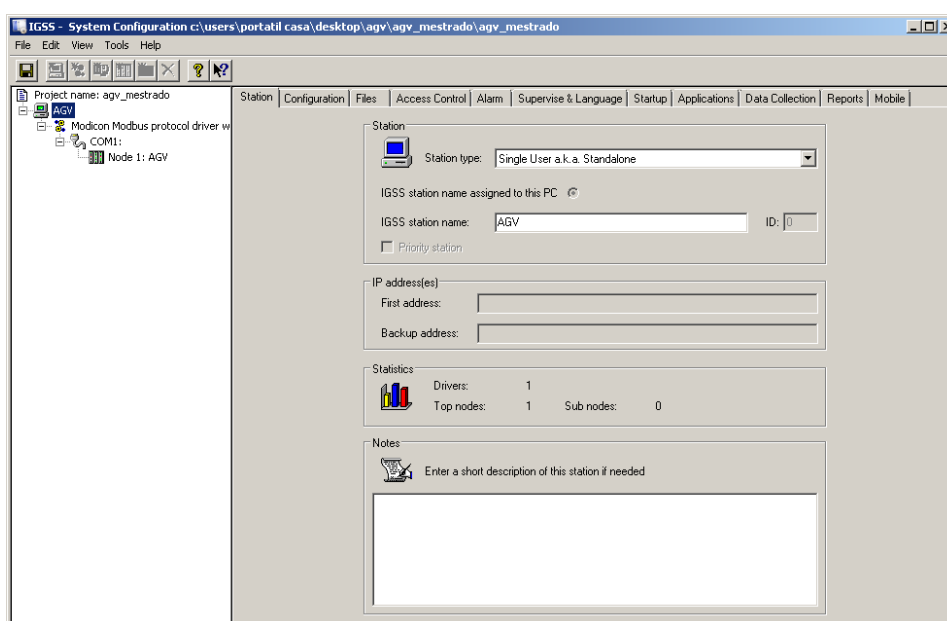 IGSS - System Configuration c:\users\portatil casa\desktop\agv\agv_mestrado\agv_mestrado
File Edit View Tools Help
Project name: agv_mestrado
AGV
Modicon Modbus protocol driver w
COM1:
Node 1: AGV
Station Configuration Files Access Control Alarm Supervise & Language Startup Applications Data Collection Reports Mobile
Station
Station type: Single User a.k.a. Standalone
IGSS station name assigned to this PC
IGSS station name: AGV ID: 0
Priority station
IP address(es)
First address:
Backup address:
Statistics
Drivers: 1
Top nodes: 1 Sub nodes: 0
Notes
Enter a short description of this station if needed